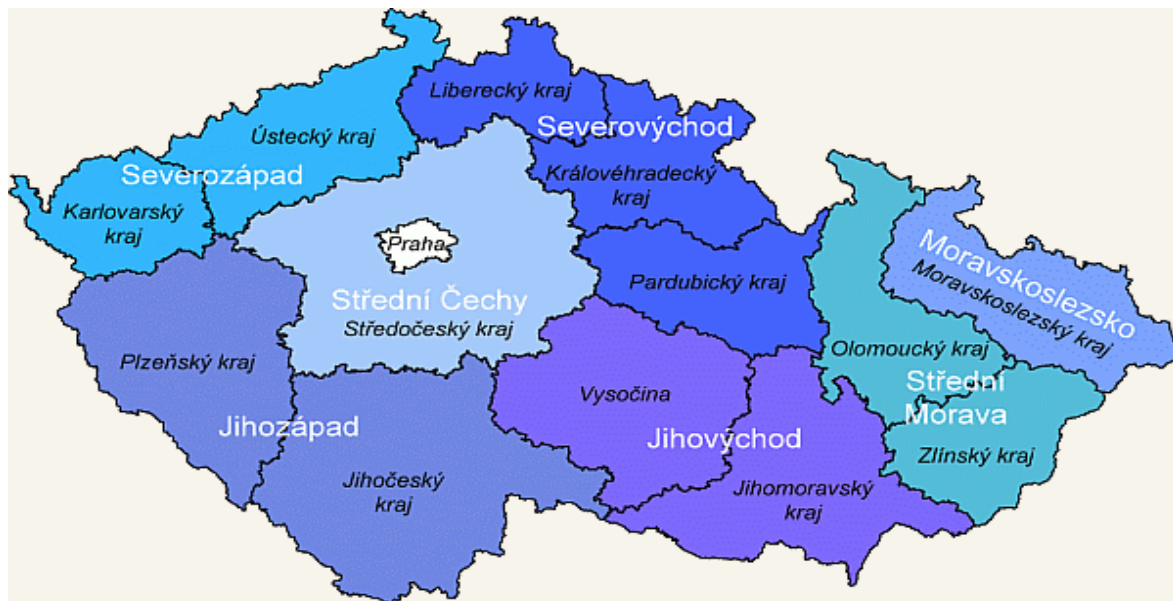 Liberecký kraj
Severovýchod
Ústecký kraj
Severozápad
Královéhradecký
kraj
Karlovarský
kraj
Praha
Moravskoslezsko
Moravskoslezský kraj
Pardubický kraj
Střední Čechy
Středočeský kraj
Plzeňský kraj
Olomoucký kraj
Střední
Morava
Vysočina
Jihozápad
Jihovýchod
Zlínský kraj
Jihočeský
kraj
Jihomoravský
kraj